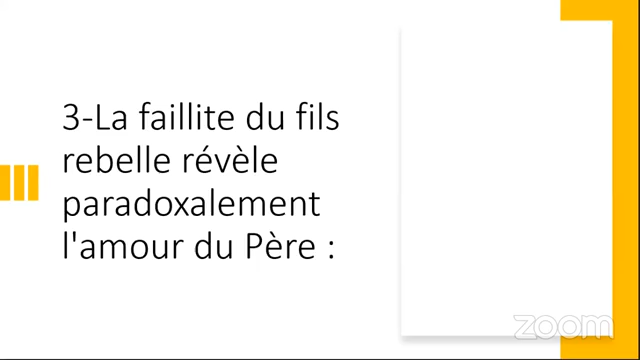 3-La faillite du fils
rebelle révèle
paradoxalement
l'amour du Père :
zoom